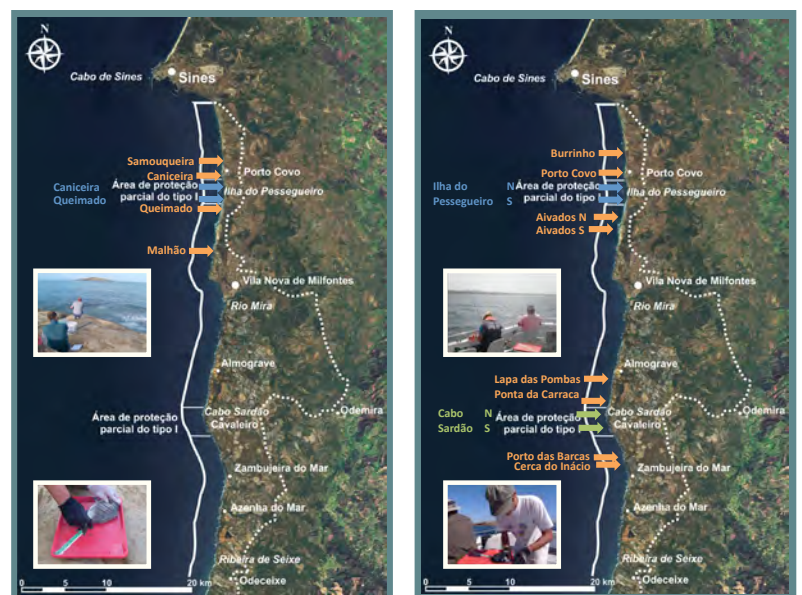 N
Cabo de Sines
Sines
Samouqueira
Porto Covo
Caniceira
Caniceira
Área de proteção
Ilha do Pessegueiro
Queimado
parcial do tipo I
Queimado
Malhão
Vila Nova de Milfontes
Rio Mira
Almograve
Área de proteção
parcial do tipo I
Cabo Sardão
Cavaleiro
Odemira
Zambujeira do Mar
Azenha do Mar
Ribeira de Seixe
Odeceixe
0 5 10 20 km
N
Cabo de Sines
Sines
Burrinho
Porto Covo
Porto Covo
Ilha do N
Área de proteção
Ilha do Pessegueiro
Pessegueiro S
parcial do tipo I
Aivados N
Aivados S
Vila Nova de Milfontes
Rio Mira
Almograve
Lapa das Pombas
Ponta da Carraca
Cabo N
Área de proteção
Cabo Sardão
Sardão S
parcial do tipo I
Cavaleiro
Odemira
Porto das Barcas
Cerca do Inácio
Zambujeira do Mar
Azenha do Mar
Ribeira de Seixe
Odeceixe
0 5 10 20 km